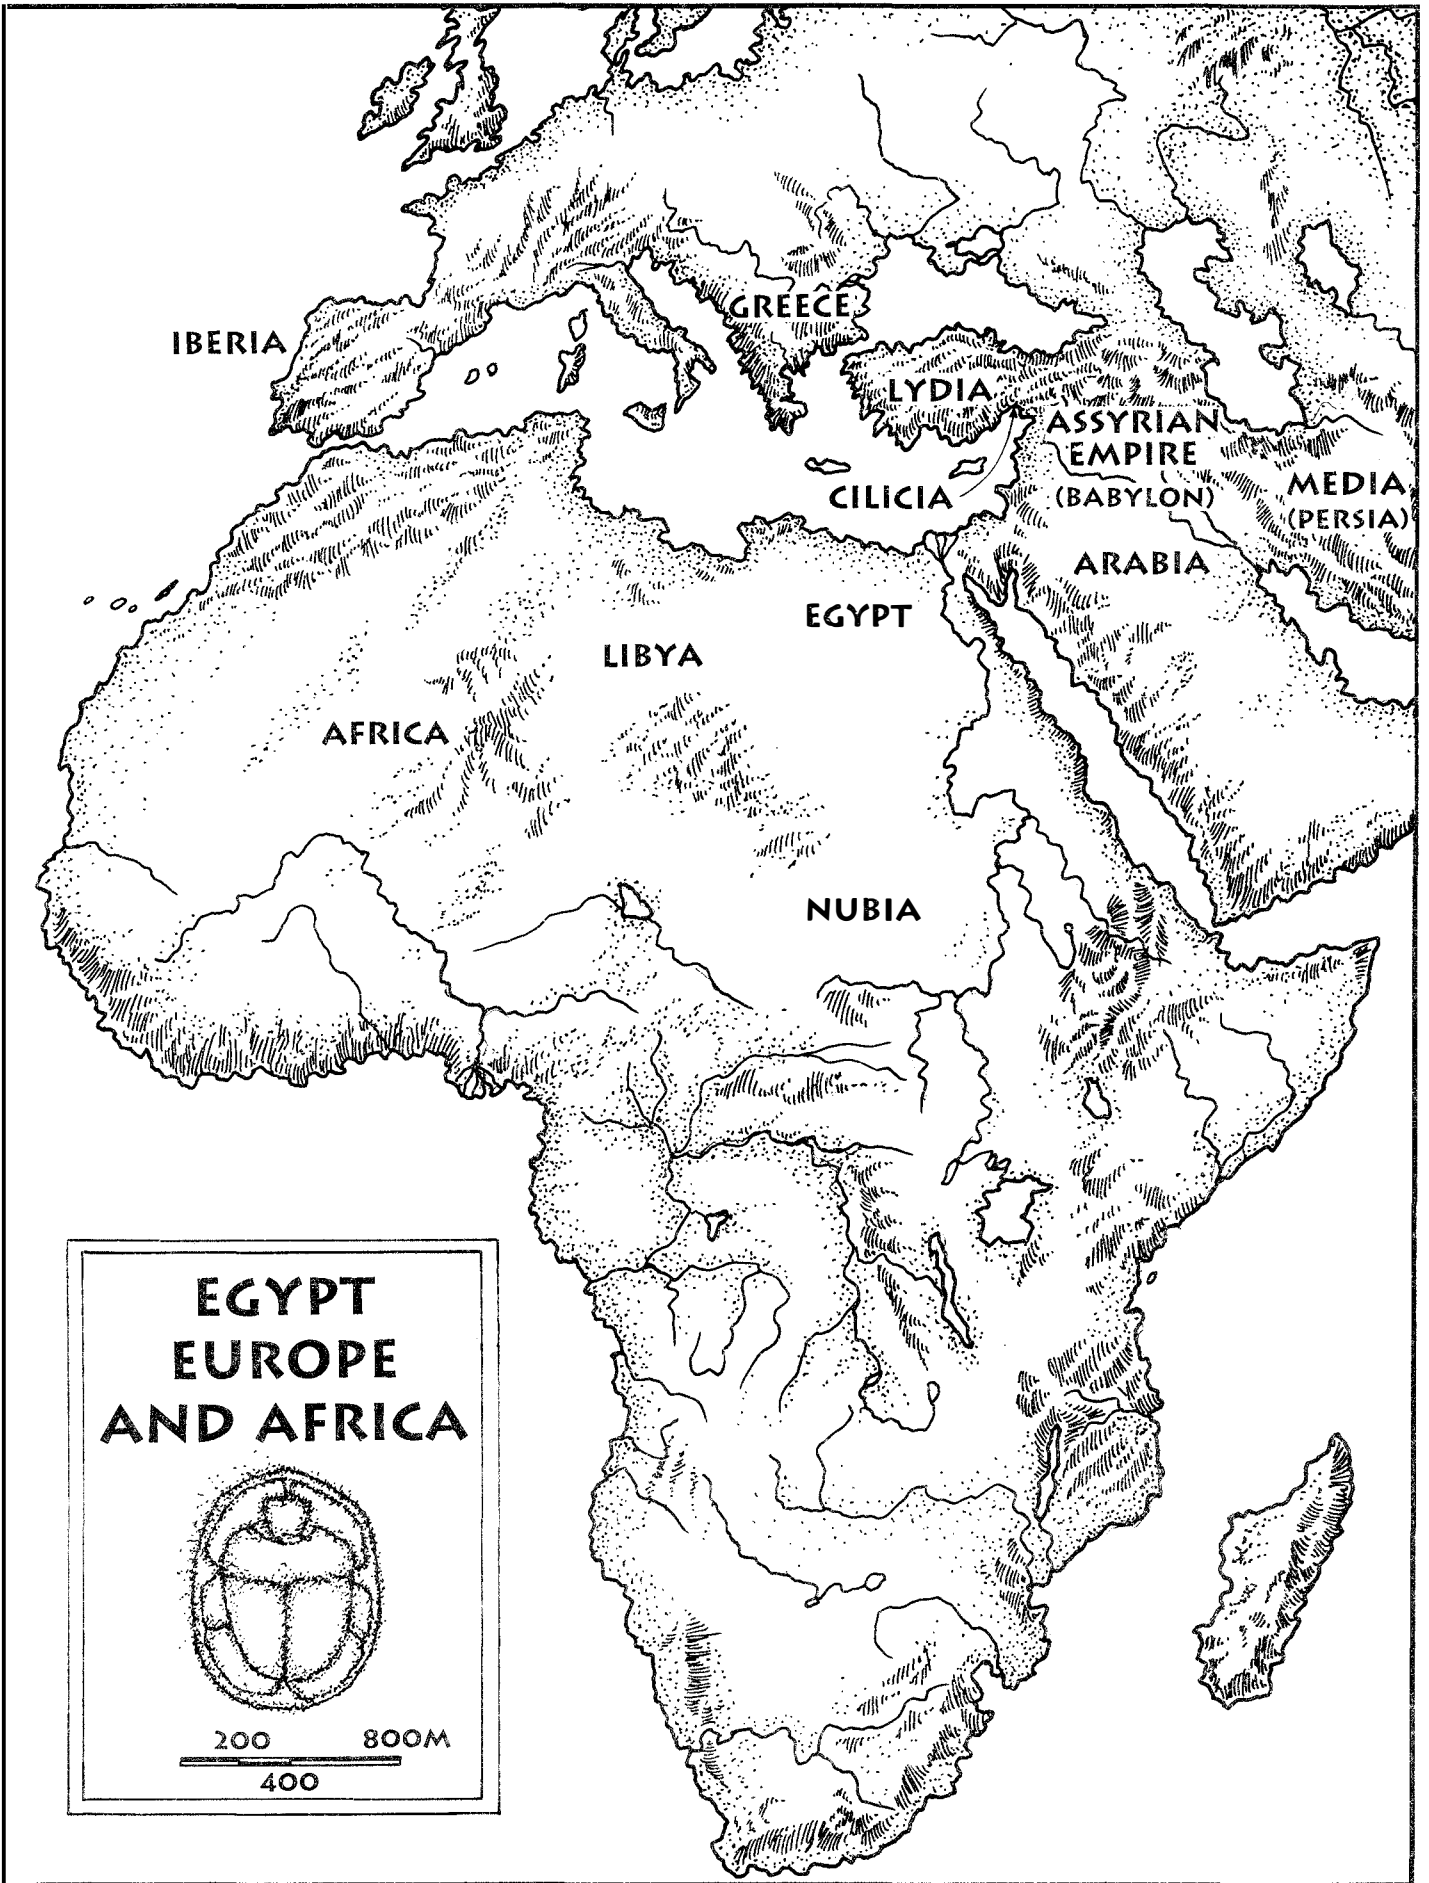 GREECE
IBERIA
LYDIA
ASSYRIAN
EMPIRE
(BABYLON)
CILICIA
MEDIA
(PERSIA)
ARABIA
EGYPT
LIBYA
AFRICA
NUBIA
EGYPT
EUROPE
AND AFRICA
200 800M
400